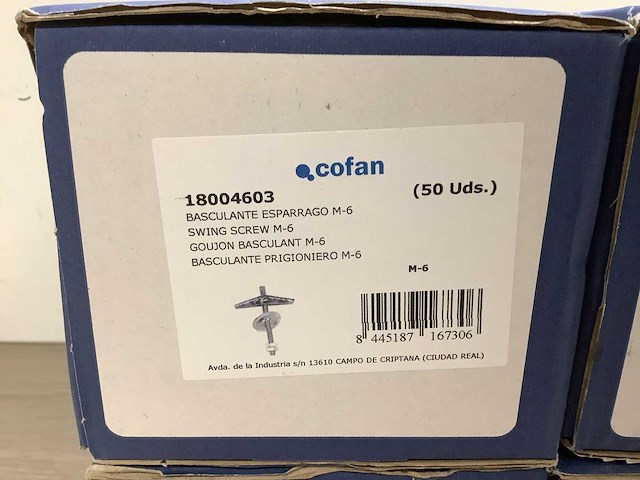 cofan
18004603 (50 Uds.)
BASCULANTE ESPARRAGO M-6
SWING SCREW M-6
GOUJON BASCULANT M-6
BASCULANTE PRIGIONIERO M-6
M-6
8 445187 167306
Avda. de la Industria s/n 13610 CAMPO DE CRIPTANA (CIUDAD REAL)